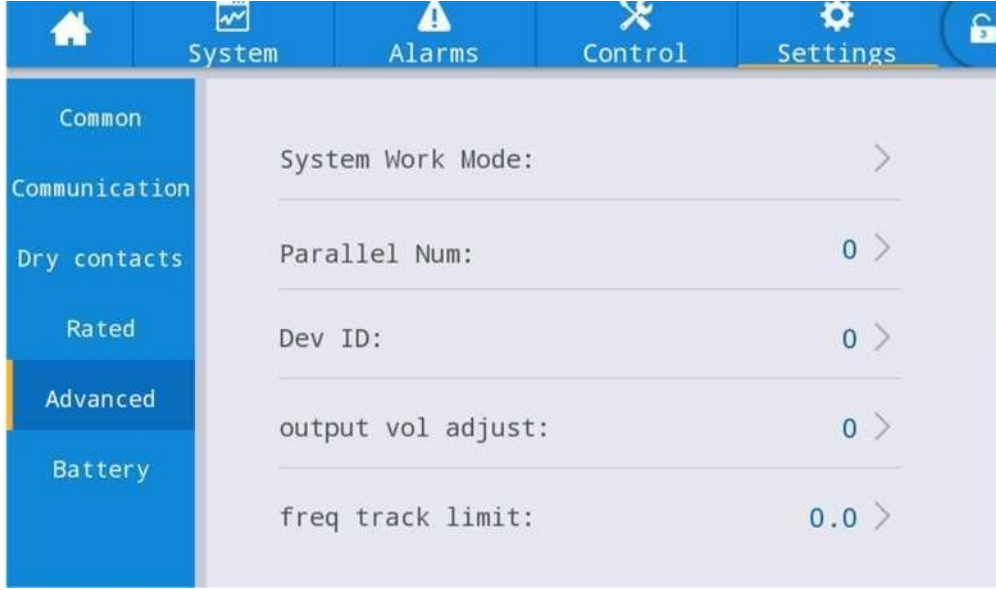 System Alarms Control Settings
Common
Communication
Dry contacts
Rated
Advanced
Battery
System Work Mode:
Parallel Num: 0
Dev ID: 0
output vol adjust: 0
freq track limit: 0.0